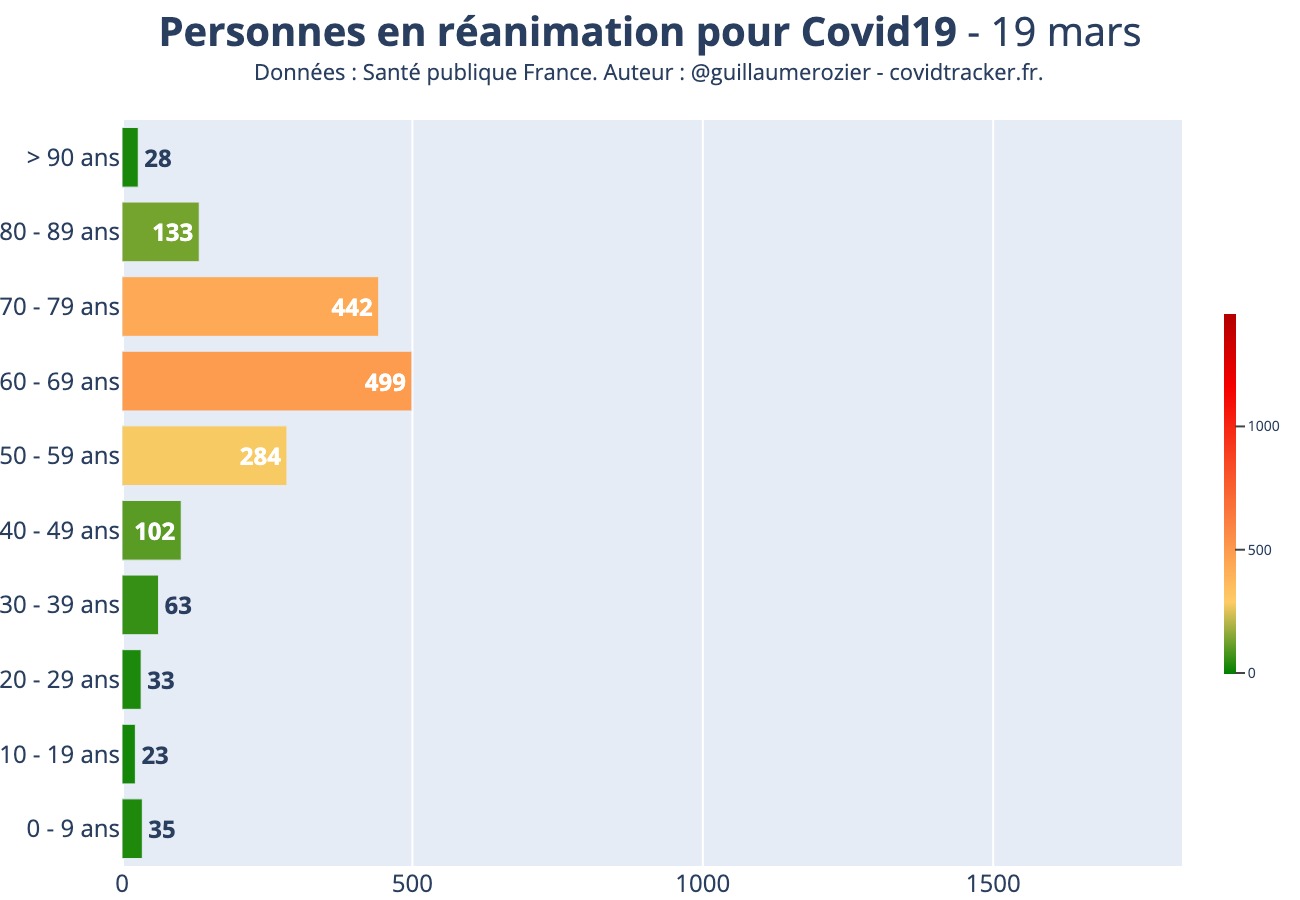 Personnes en réanimation pour Covid19 - 19 mars
Données : Santé publique France. Auteur : @guillaumerozier - covidtracker.fr.
> 90 ans 28
80 - 89 ans 133
70 - 79 ans 442
60 - 69 ans 499
50 - 59 ans 284
40 - 49 ans 102
30 - 39 ans 63
20 - 29 ans 33
10 - 19 ans 23
0 - 9 ans 35
0 500 1000 1500
1000
500
0